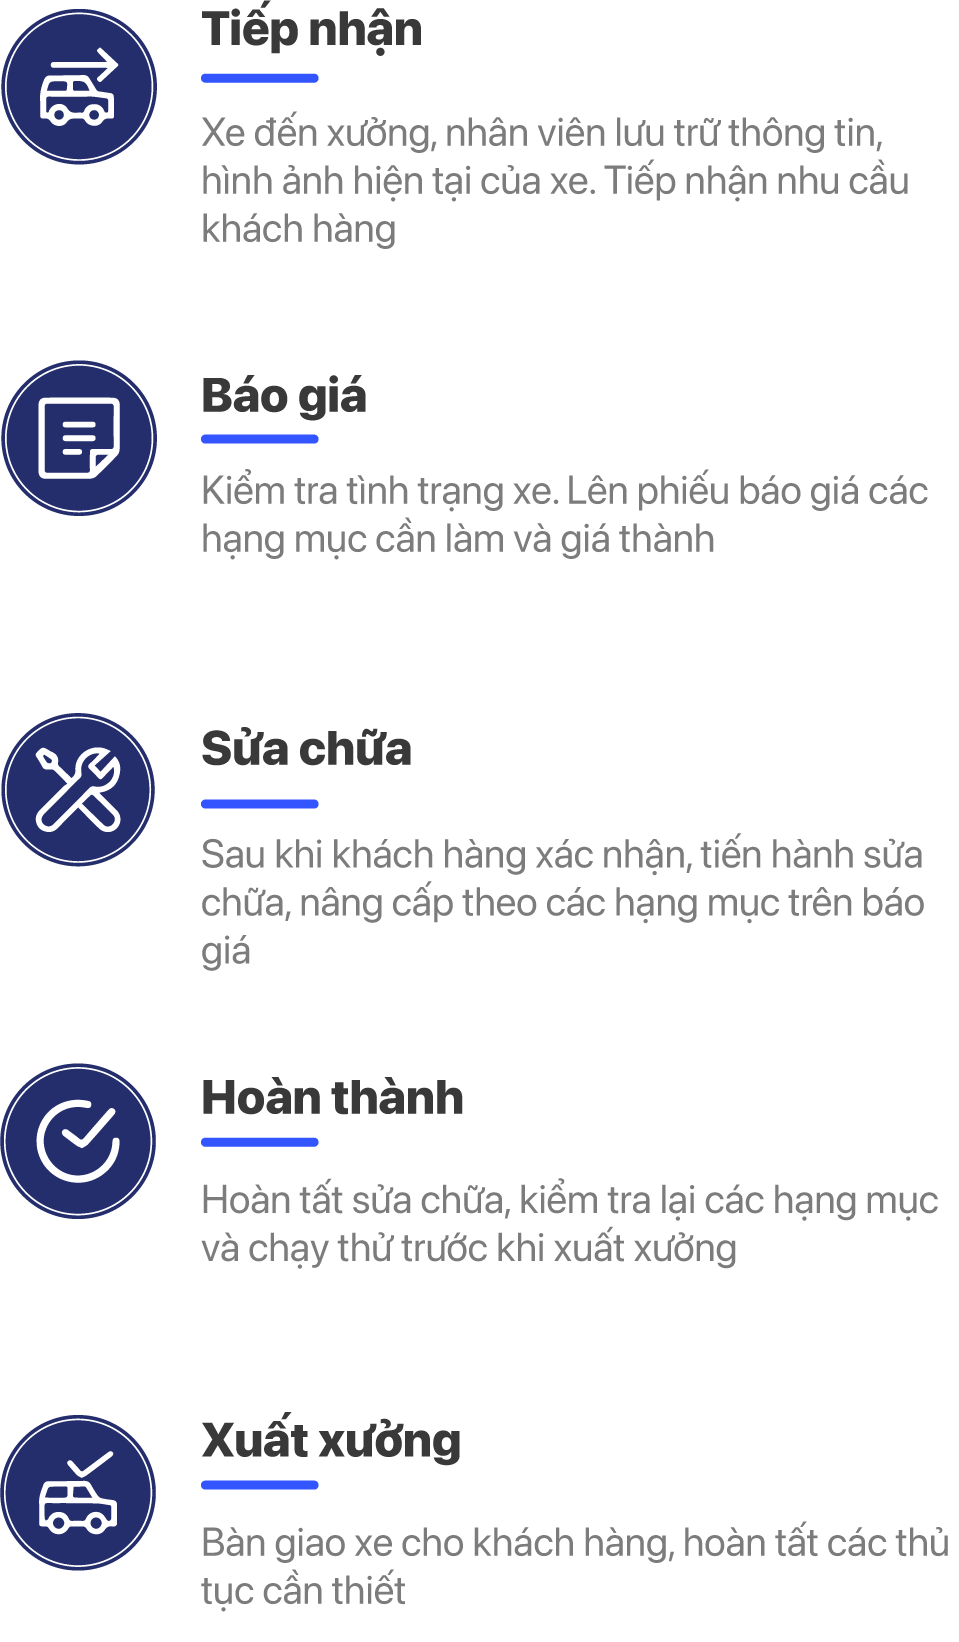 Tiếp nhận
Xe đến xưởng, nhân viên lưu trữ thông tin,
hình ảnh hiện tại của xe. Tiếp nhận nhu cầu
khách hàng
Báo giá
Kiểm tra tình trạng xe. Lên phiếu báo giá các
hạng mục cần làm và giá thành
Sửa chữa
Sau khi khách hàng xác nhận, tiến hành sửa
chữa, nâng cấp theo các hạng mục trên báo
giá
Hoàn thành
Hoàn tất sửa chữa, kiểm tra lại các hạng mục
và chạy thử trước khi xuất xưởng
Xuất xưởng
Bàn giao xe cho khách hàng, hoàn tất các thủ
tục cần thiết